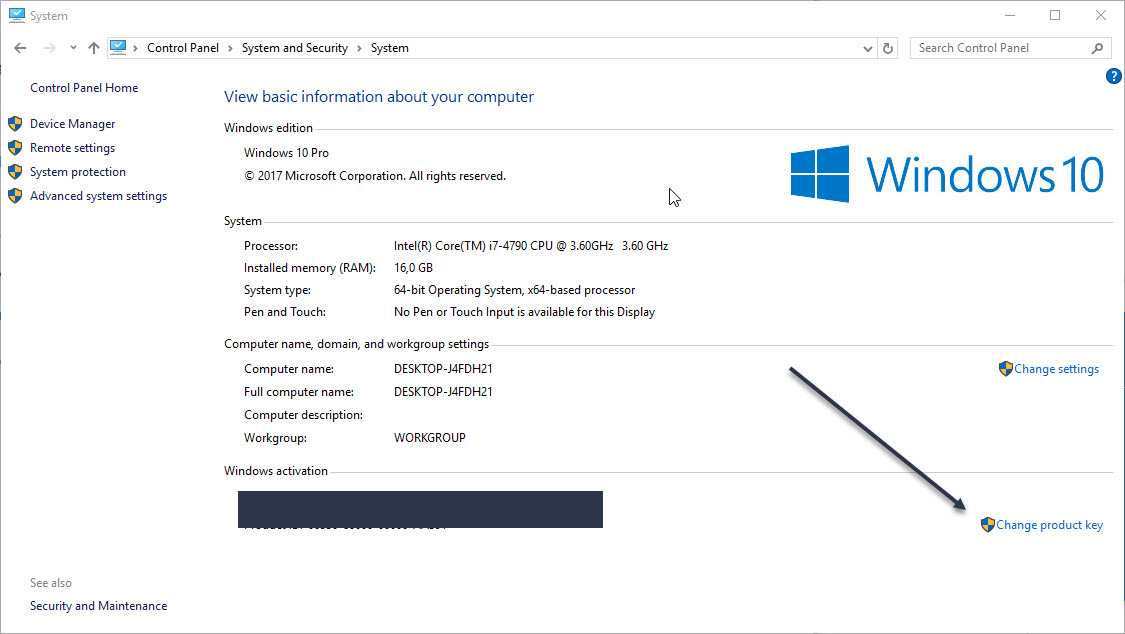 System
Control Panel > System and Security > System
Search Control Panel
?
Control Panel Home
Device Manager
Remote settings
System protection
Advanced system settings
View basic information about your computer
Windows edition
Windows 10 Pro
© 2017 Microsoft Corporation. All rights reserved.
Windows 10
System
Processor: Intel(R) Core(TM) i7-4790 CPU @ 3.60GHz 3.60 GHz
Installed memory (RAM): 16,0 GB
System type: 64-bit Operating System, x64-based processor
Pen and Touch: No Pen or Touch Input is available for this Display
Computer name, domain, and workgroup settings
Computer name: DESKTOP-J4FDH21
Change settings
Full computer name: DESKTOP-J4FDH21
Computer description:
Workgroup: WORKGROUP
Windows activation
Change product key
See also
Security and Maintenance